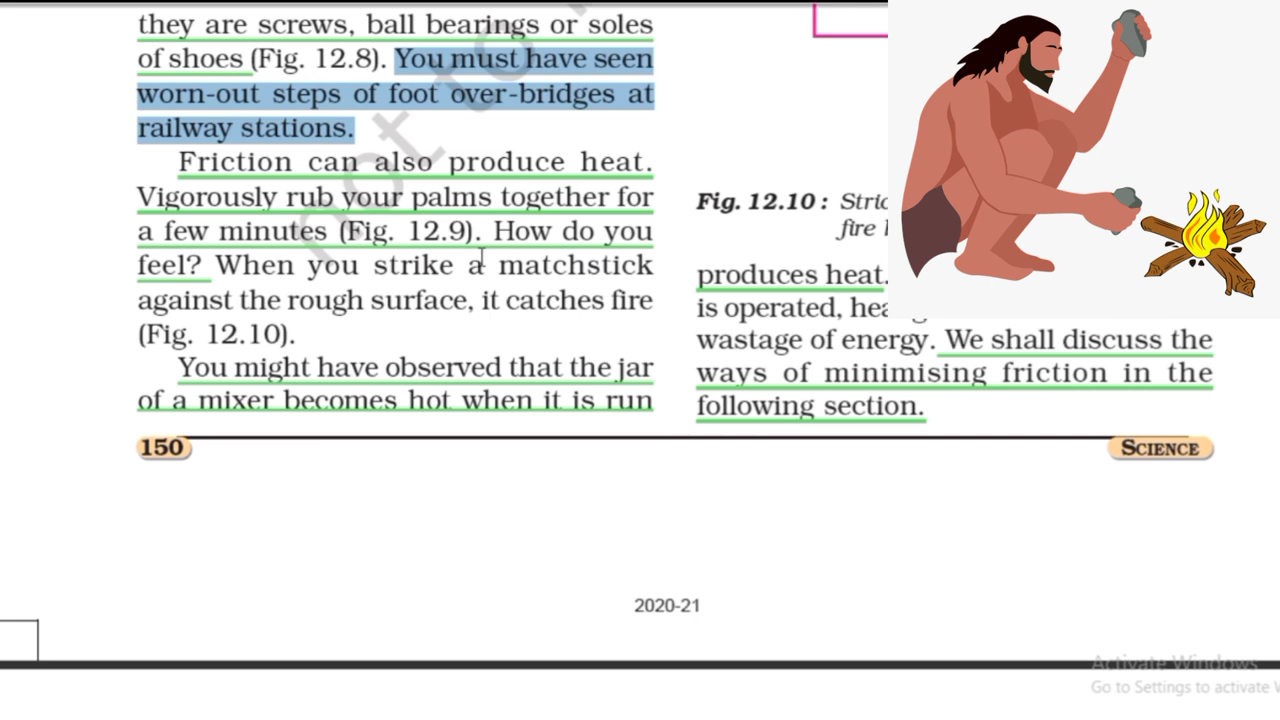 they are screws, ball bearings or soles
of shoes (Fig. 12.8). You must have seen
worn-out steps of foot over-bridges at
railway stations.
Friction can also produce heat.
Vigorously rub your palms together for
a few minutes (Fig. 12.9). How do you
feel? When you strike a matchstick
against the rough surface, it catches fire
(Fig. 12.10).
You might have observed that the jar
of a mixer becomes hot when it is run
Fig. 12.10 :
fire
produces heat.
is operated,
wastage of energy. We shall discuss the
ways of minimising friction in the
following section.
150
SCIENCE
2020-21
not to
Activate Windows
Go to Settings to activate